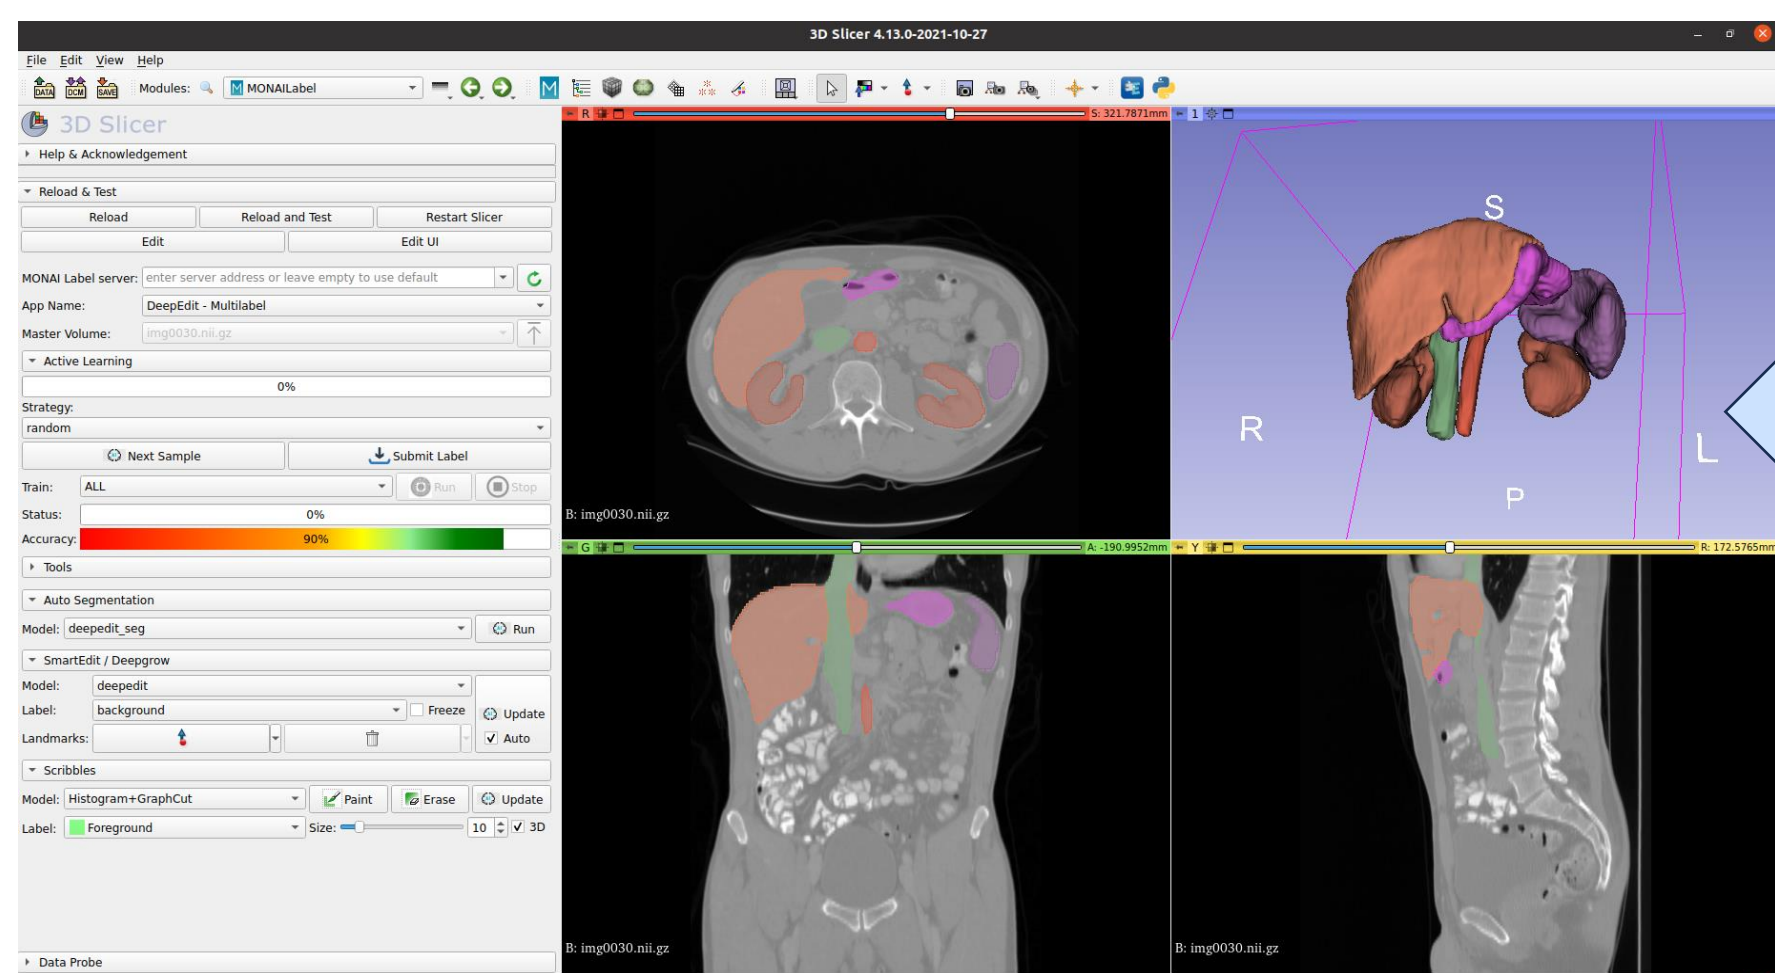 3D Slicer 4.13.0-2021-10-27
File Edit View Help
DATA DCM SAVE Modules: MONAILabel
3D Slicer
Help & Acknowledgement
Reload & Test
Reload Reload and Test Restart Slicer
Edit Edit UI
MONAI Label server: enter server address or leave empty to use default
App Name: DeepEdit - Multilabel
Master Volume: img0030.nii.gz
Active Learning
0%
Strategy:
random
Next Sample Submit Label
Train: ALL Run Stop
Status: 0%
Accuracy: 90%
Tools
Auto Segmentation
Model: deepedit_seg Run
SmartEdit / Deepgrow
Model: deepedit
Label: background Freeze Update
Landmarks: Auto
Scribbles
Model: Histogram+GraphCut Paint Erase Update
Label: Foreground Size: 10 3D
Data Probe
R S: 321.7871mm
B: img0030.nii.gz
1
S
R
L
P
G A: -190.9952mm
B: img0030.nii.gz
Y R: 172.5765mm
B: img0030.nii.gz